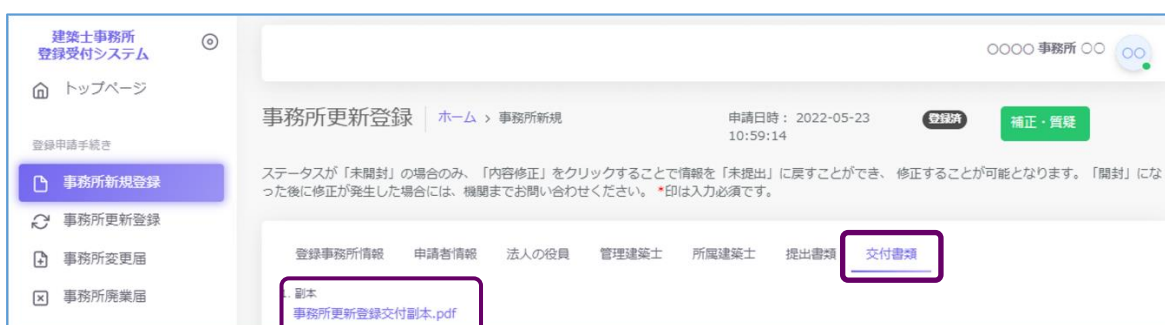 建築士事務所
登録受付システム
トップページ
登録申請手続き
事務所新規登録
事務所更新登録
事務所変更届
事務所廃業届
○○○○ 事務所 ○○
○○
事務所更新登録 ホーム > 事務所新規
申請日時： 2022-05-23
10:59:14
登録済
補正・質疑
ステータスが「未開封」の場合のみ、「内容修正」をクリックすることで情報を「未提出」に戻すことができ、 修正することが可能となります。「開封」にな
った後に修正が発生した場合には、機関までお問い合わせください。 *印は入力必須です。
登録事務所情報 申請者情報 法人の役員 管理建築士 所属建築士 提出書類 交付書類
. 副本
事務所更新登録交付副本.pdf